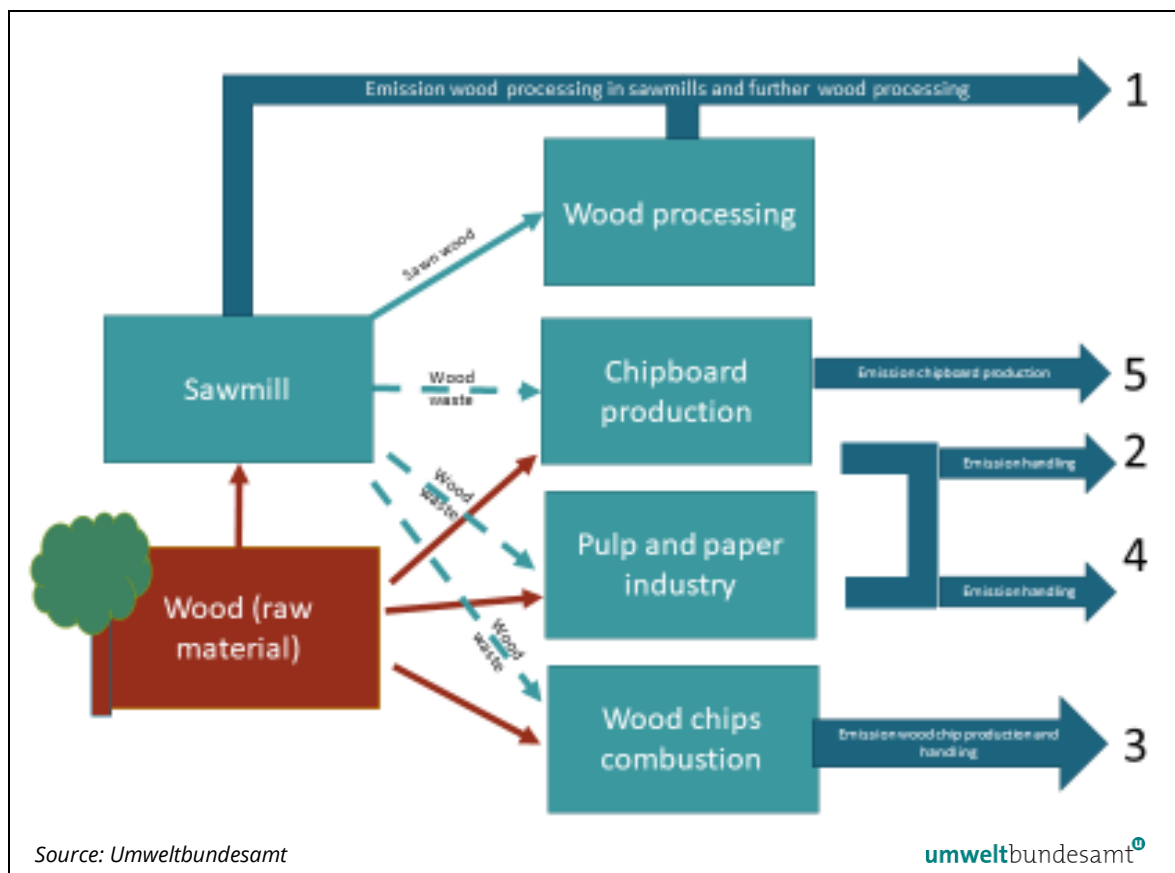 Emission wood processing in sawmills and further wood processing
1
Wood processing
Sawn wood
Sawmill
Wood
waste
Chipboard
production
Emission chipboard production
5
Emission handling
2
Wood
waste
Pulp and paper
industry
Emission handling
4
Wood (raw
material)
Wood
waste
Wood chips
combustion
Emission wood chip production and
handling
3
Source: Umweltbundesamt
umweltbundesamt
u